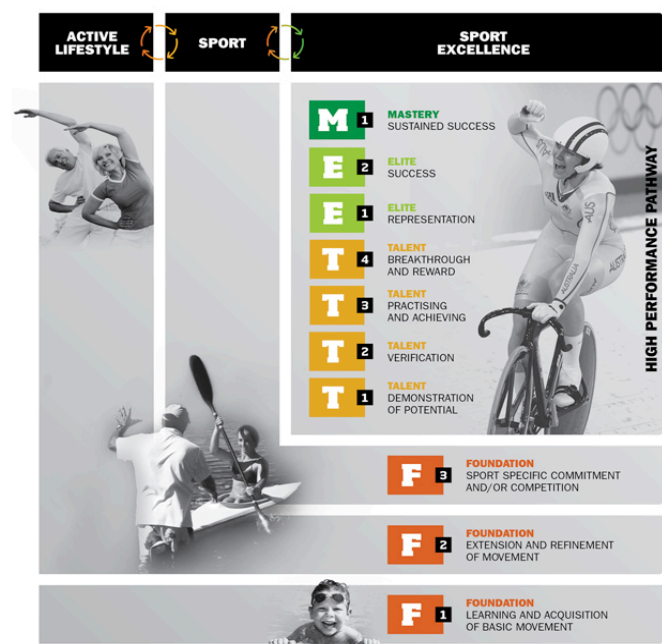 ACTIVE
LIFESTYLE
SPORT
SPORT
EXCELLENCE
M 1
MASTERY
SUSTAINED SUCCESS
E 2
ELITE
SUCCESS
E 1
ELITE
REPRESENTATION
T 4
TALENT
BREAKTHROUGH
AND REWARD
T 3
TALENT
PRACTISING
AND ACHIEVING
T 2
TALENT
VERIFICATION
T 1
TALENT
DEMONSTRATION
OF POTENTIAL
HIGH PERFORMANCE PATHWAY
AUS
AUS
AUSTRALIA
AUSTRALIA
F 3
FOUNDATION
SPORT SPECIFIC COMMITMENT
AND/OR COMPETITION
F 2
FOUNDATION
EXTENSION AND REFINEMENT
OF MOVEMENT
F 1
FOUNDATION
LEARNING AND ACQUISITION
OF BASIC MOVEMENT